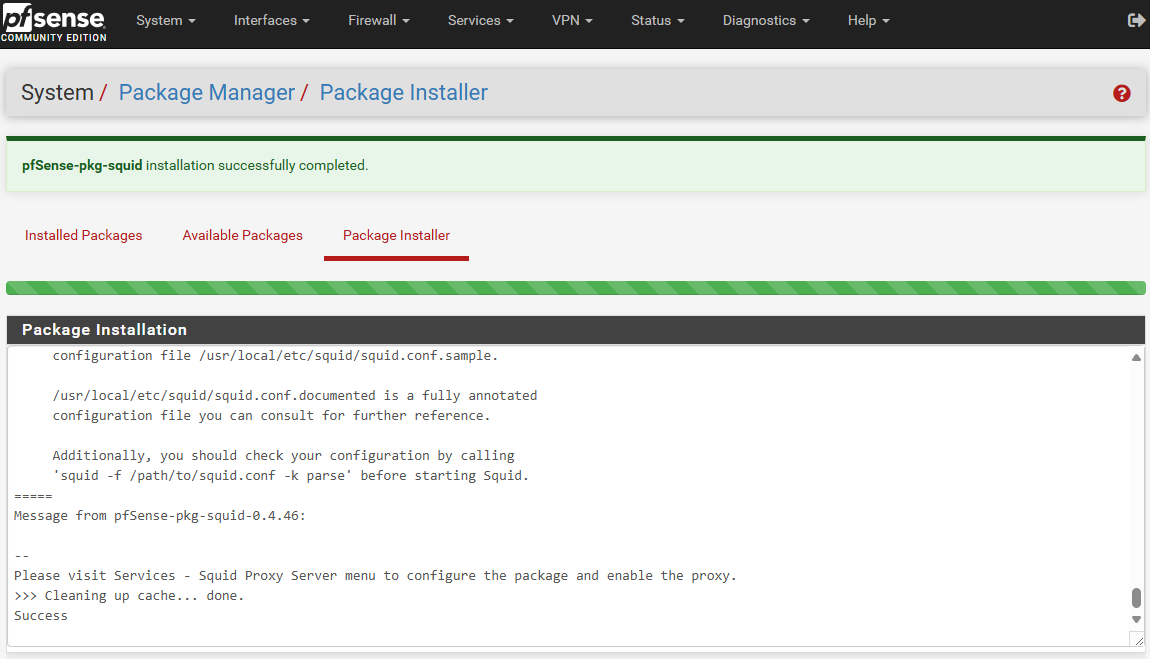 pfsense
COMMUNITY EDITION
System Interfaces Firewall Services VPN Status Diagnostics Help
System / Package Manager / Package Installer
?
pfSense-pkg-squid installation successfully completed.
Installed Packages Available Packages Package Installer
Package Installation
configuration file /usr/local/etc/squid/squid.conf.sample.
/usr/local/etc/squid/squid.conf.documented is a fully annotated
configuration file you can consult for further reference.
Additionally, you should check your configuration by calling
'squid -f /path/to/squid.conf -k parse' before starting Squid.
=====
Message from pfSense-pkg-squid-0.4.46:
--
Please visit Services - Squid Proxy Server menu to configure the package and enable the proxy.
>>> Cleaning up cache... done.
Success